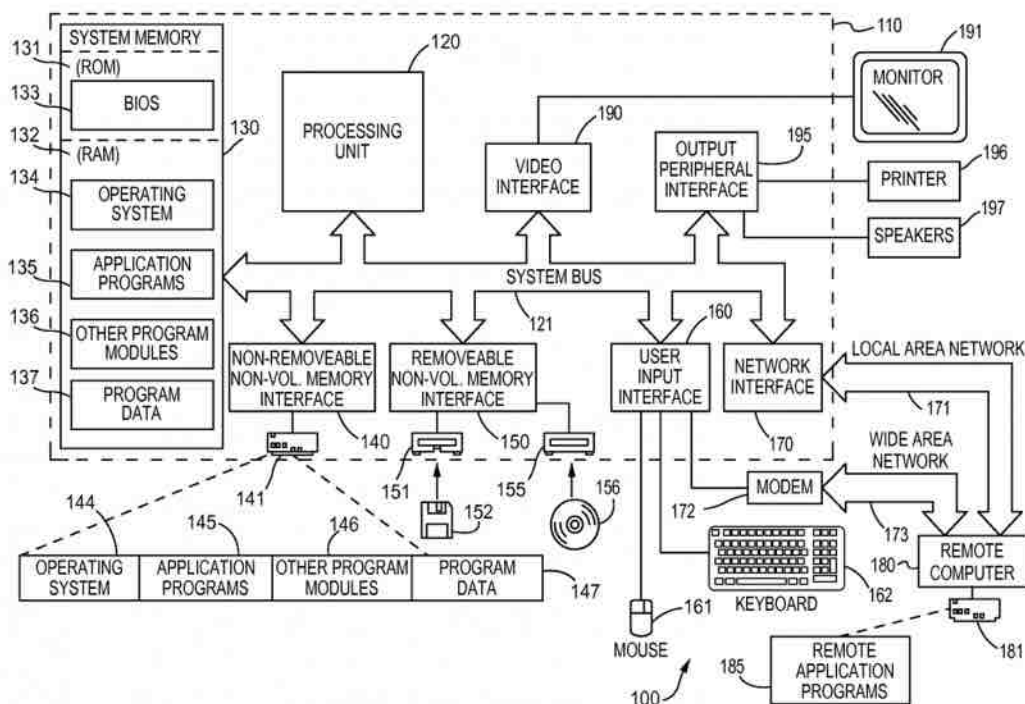 SYSTEM MEMORY
131
(ROM)
133
BIOS
132
(RAM)
130
134
OPERATING
SYSTEM
135
APPLICATION
PROGRAMS
136
OTHER PROGRAM
MODULES
137
PROGRAM
DATA
120
PROCESSING
UNIT
190
VIDEO
INTERFACE
195
OUTPUT
PERIPHERAL
INTERFACE
110
191
MONITOR
196
PRINTER
197
SPEAKERS
SYSTEM BUS
121
NON-REMOVEABLE
NON-VOL. MEMORY
INTERFACE
140
REMOVEABLE
NON-VOL. MEMORY
INTERFACE
150
160
USER
INPUT
INTERFACE
NETWORK
INTERFACE
170
LOCAL AREA NETWORK
171
WIDE AREA
NETWORK
141
151
155
152
156
MODEM
172
173
144
145
146
OPERATING
SYSTEM
APPLICATION
PROGRAMS
OTHER PROGRAM
MODULES
PROGRAM
DATA
147
KEYBOARD
162
161
MOUSE
180
REMOTE
COMPUTER
181
185
REMOTE
APPLICATION
PROGRAMS
100